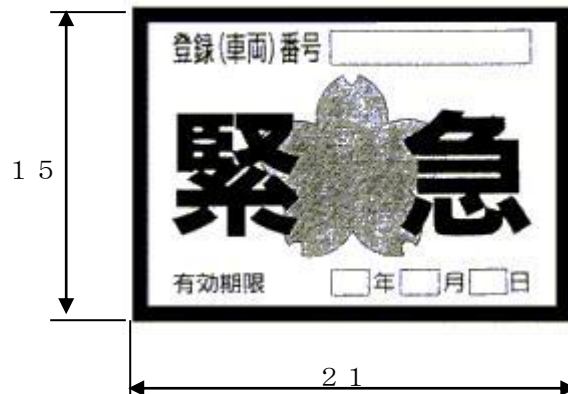 登録(車両)番号
１５
緊急
有効期限 年 月 日
２１